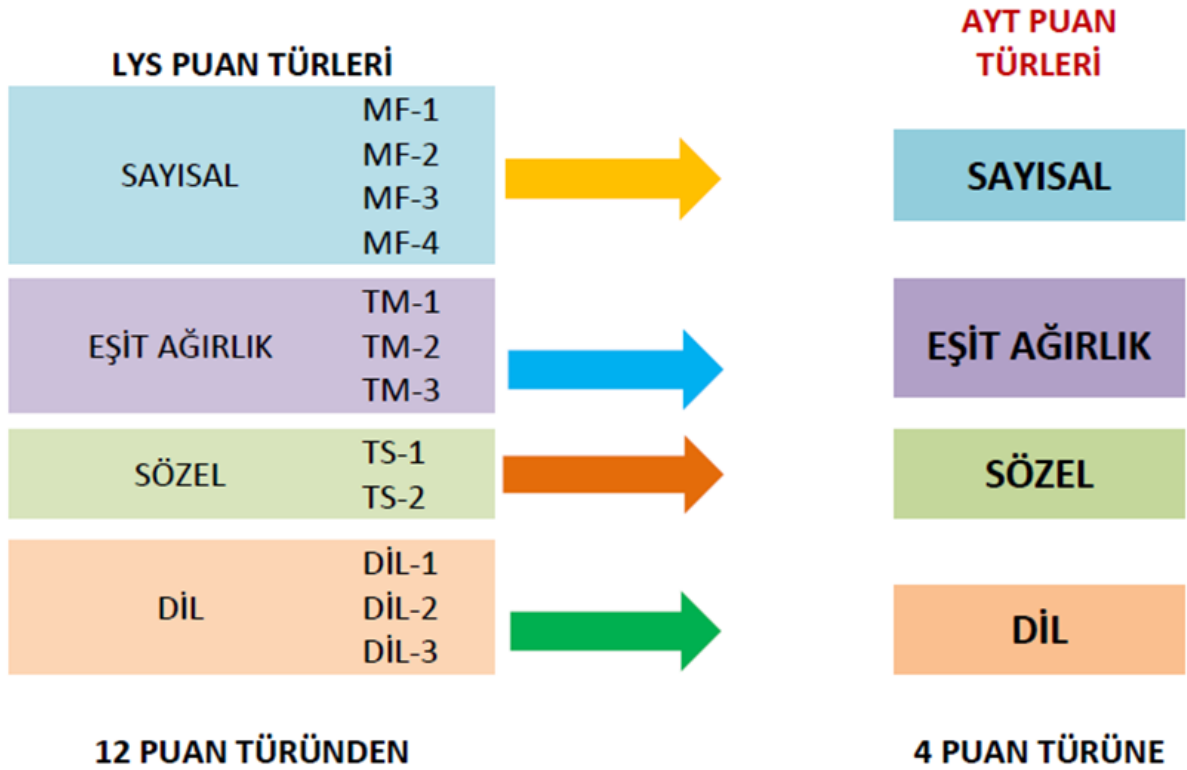 LYS PUAN TÜRLERİ
SAYISAL
MF-1
MF-2
MF-3
MF-4
EŞİT AĞIRLIK
TM-1
TM-2
TM-3
SÖZEL
TS-1
TS-2
DİL
DİL-1
DİL-2
DİL-3
12 PUAN TÜRÜNDEN
AYT PUAN
TÜRLERİ
SAYISAL
EŞİT AĞIRLIK
SÖZEL
DİL
4 PUAN TÜRÜNE